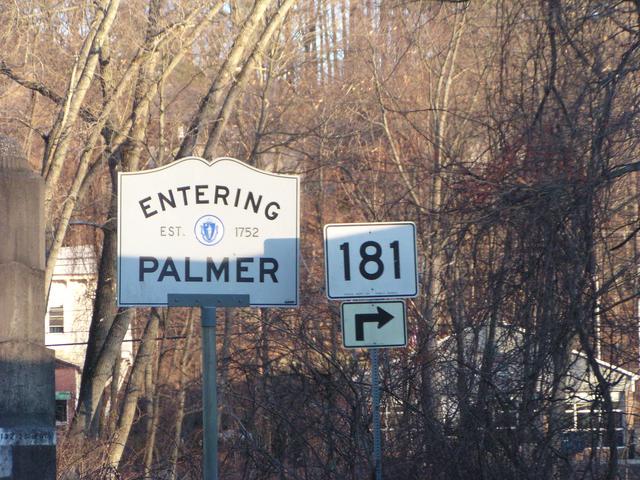 ENTERING
EST. 1752
PALMER
181